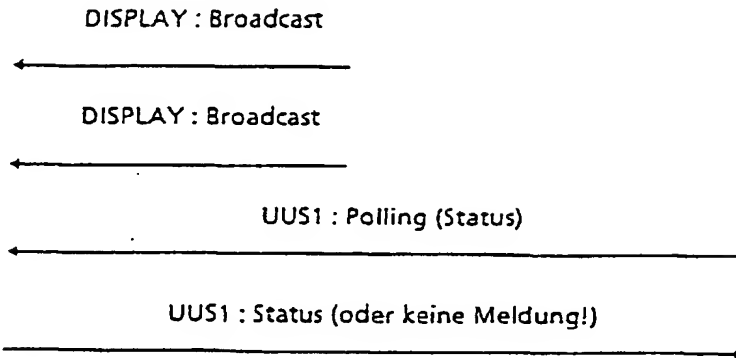 DISPLAY : Broadcast
DISPLAY : Broadcast
UUS1 : Polling (Status)
UUS1 : Status (oder keine Meldung!)